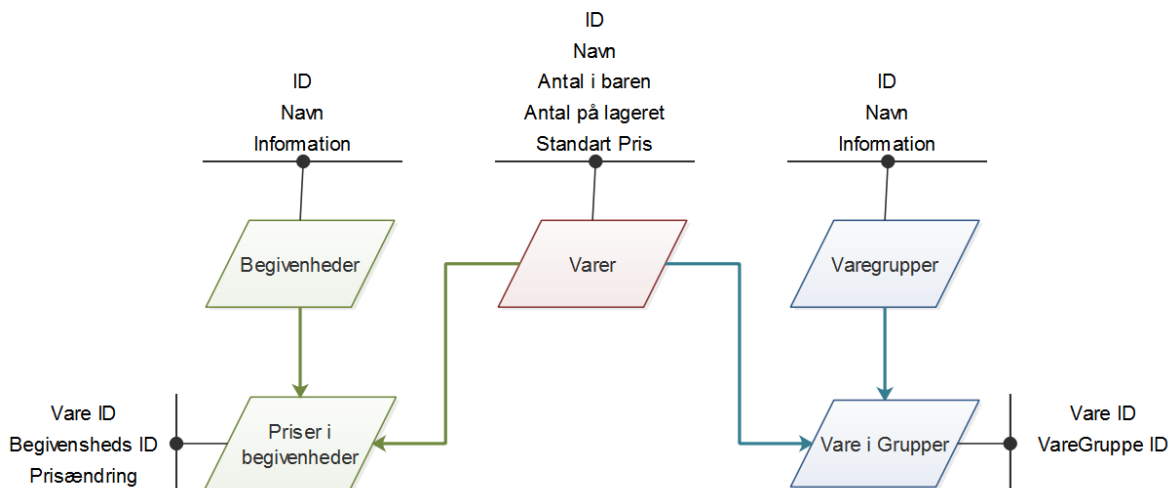 ID
Navn
Antal i baren
Antal på lageret
Standart Pris
ID
Navn
Information
ID
Navn
Information
Begivenheder
Varer
Varegrupper
Vare ID
Begivensheds ID
Prisændring
Priser i
begivenheder
Vare i Grupper
Vare ID
VareGruppe ID